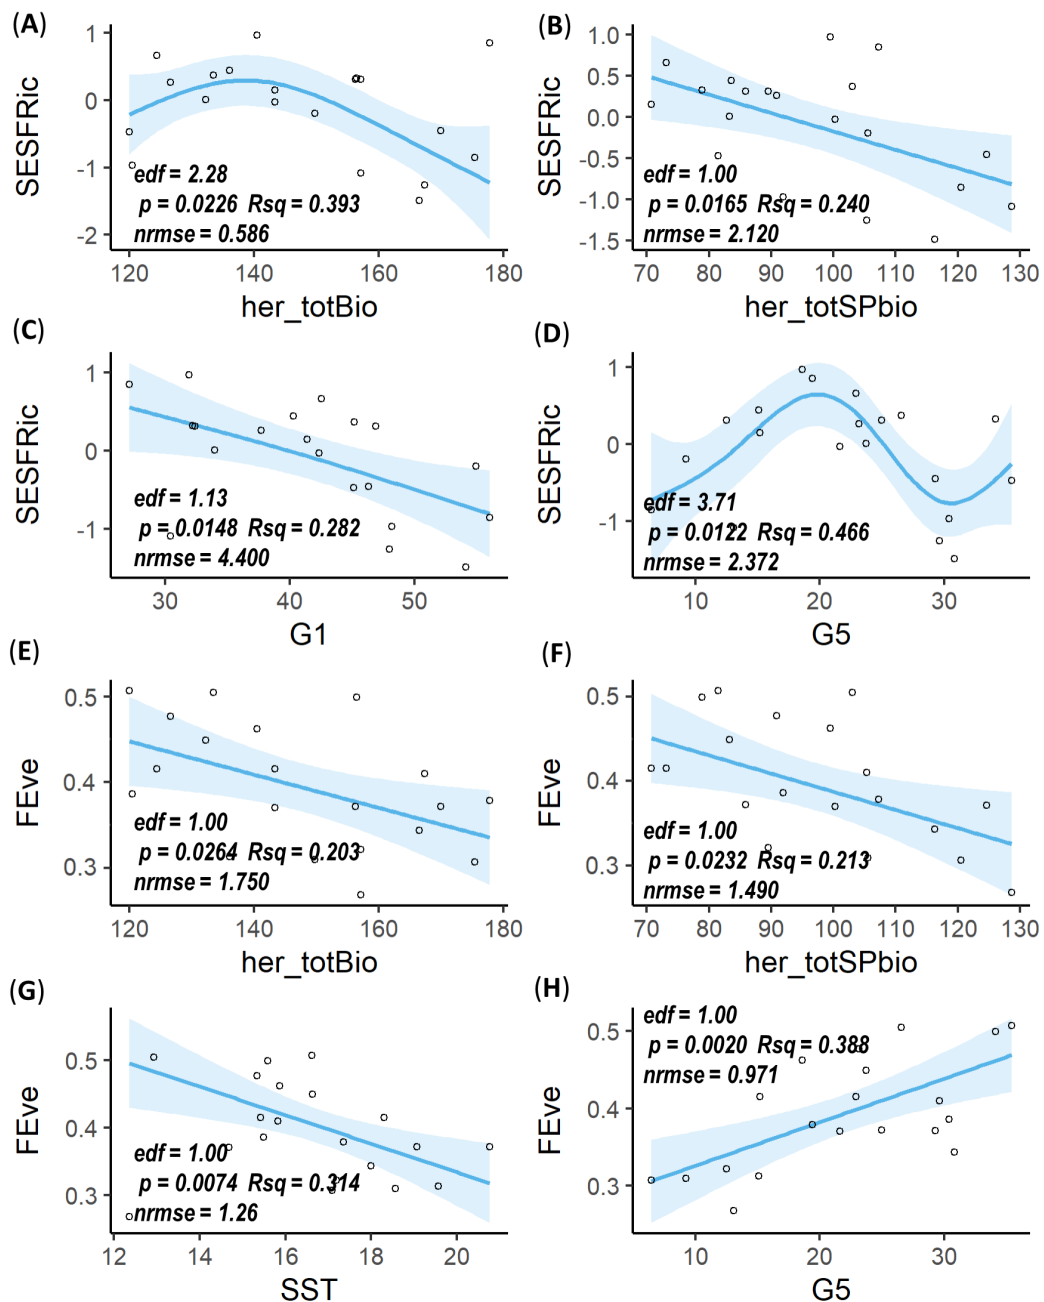 (A)
1
0
-1
-2
SESFRic
edf = 2.28
p = 0.0226 Rsq = 0.393
nrmse = 0.586
120 140 160 180
her_totBio
(B)
1.0
0.5
0.0
-0.5
-1.0
-1.5
SESFRic
edf = 1.00
p = 0.0165 Rsq = 0.240
nrmse = 2.120
70 80 90 100 110 120 130
her_totSPbio
(C)
1
0
-1
SESFRic
edf = 1.13
p = 0.0148 Rsq = 0.282
nrmse = 4.400
30 40 50
G1
(D)
1
0
-1
SESFRic
edf = 3.71
p = 0.0122 Rsq = 0.466
nrmse = 2.372
10 20 30
G5
(E)
0.5
0.4
0.3
FEve
edf = 1.00
p = 0.0264 Rsq = 0.203
nrmse = 1.750
120 140 160 180
her_totBio
(F)
0.5
0.4
0.3
FEve
edf = 1.00
p = 0.0232 Rsq = 0.213
nrmse = 1.490
70 80 90 100 110 120 130
her_totSPbio
(G)
0.5
0.4
0.3
FEve
edf = 1.00
p = 0.0074 Rsq = 0.314
nrmse = 1.26
12 14 16 18 20
SST
(H)
edf = 1.00
p = 0.0020 Rsq = 0.388
nrmse = 0.971
0.5
0.4
0.3
FEve
10 20 30
G5